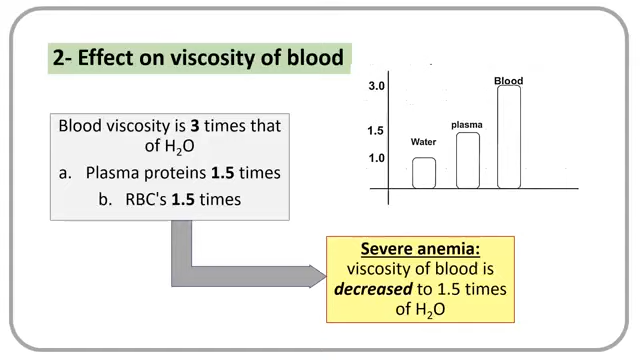 2- Effect on viscosity of blood
Blood viscosity is 3 times that
of H₂O
a. Plasma proteins 1.5 times
b. RBC's 1.5 times
3.0
1.5
1.0
Water
plasma
Blood
Severe anemia:
viscosity of blood is
decreased to 1.5 times
of H₂O